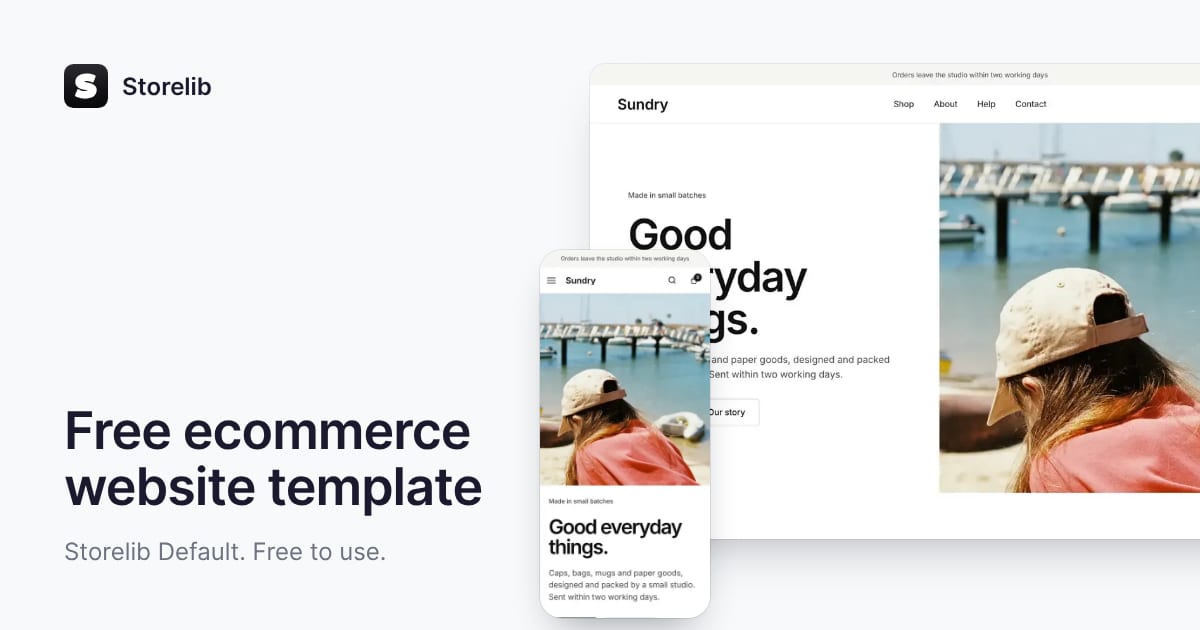 Storelib
Free ecommerce
website template
Storelib Default. Free to use.
Orders leave the studio within two working days
Sundry
Shop
About
Help
Contact
Made in small batches
Good
ryday
gs.
and paper goods, designed and packed
Sent within two working days.
Our story
Orders leave the studio within two working days
Sundry
Made in small batches
Good everyday
things.
Caps, bags, mugs and paper goods,
designed and packed by a small studio.
Sent within two working days.